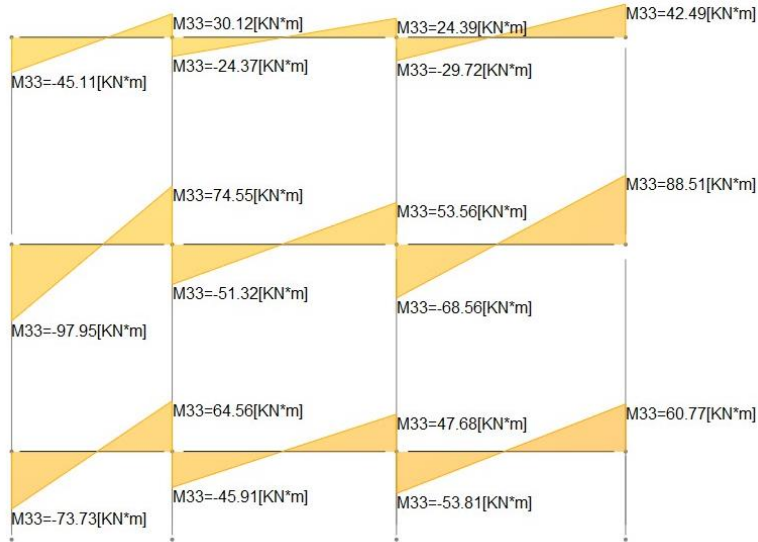 M33=30.12[KN*m]
M33=24.39[KN*m]
M33=42.49[KN*m]
M33=-45.11[KN*m]
M33=-24.37[KN*m]
M33=-29.72[KN*m]
M33=74.55[KN*m]
M33=53.56[KN*m]
M33=88.51[KN*m]
M33=-97.95[KN*m]
M33=-51.32[KN*m]
M33=-68.56[KN*m]
M33=64.56[KN*m]
M33=47.68[KN*m]
M33=60.77[KN*m]
M33=-73.73[KN*m]
M33=-45.91[KN*m]
M33=-53.81[KN*m]